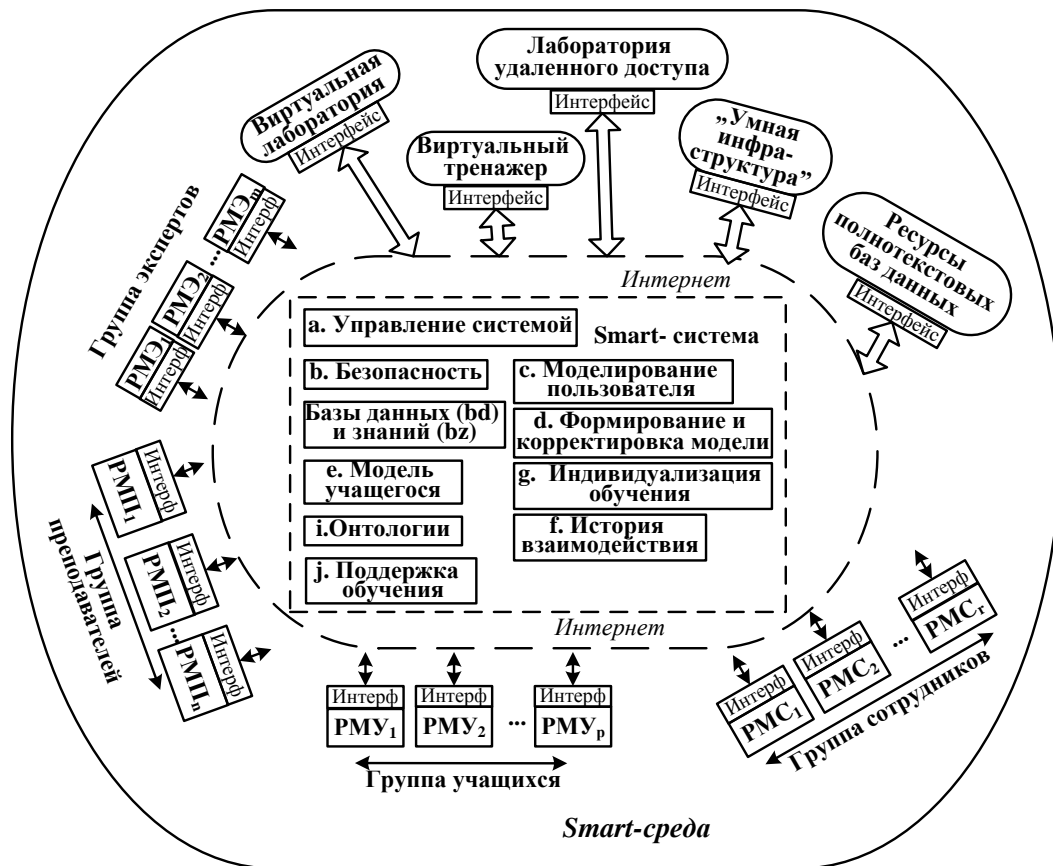 Лаборатория
удаленного доступа
Интерфейс
Виртуальная
лаборатория
Интерфейс
Виртуальный
тренажер
Интерфейс
„Умная
инфра-
структура”
Интерфейс
Ресурсы
полнотекстовых
баз данных
Интерфейс
Группа экспертов
РМЭ₁
Интерф
РМЭ₂
Интерф
...
РМЭₘ
Интерф
Интернет
Smart- система
a. Управление системой
b. Безопасность
c. Моделирование
пользователя
Базы данных (bd)
и знаний (bz)
d. Формирование и
корректировка модели
e. Модель
учащегося
g. Индивидуализация
обучения
i.Онтологии
f. История
взаимодействия
j. Поддержка
обучения
Интернет
Группа
преподавателей
РМП₁
Интерф
РМП₂
Интерф
...
РМПₙ
Интерф
Интерф
РМУ₁
Интерф
РМУ₂
...
Интерф
РМУₚ
Группа учащихся
Интерф
РМС₁
Интерф
РМС₂
...
Интерф
РМСᵣ
Группа сотрудников
Smart-среда